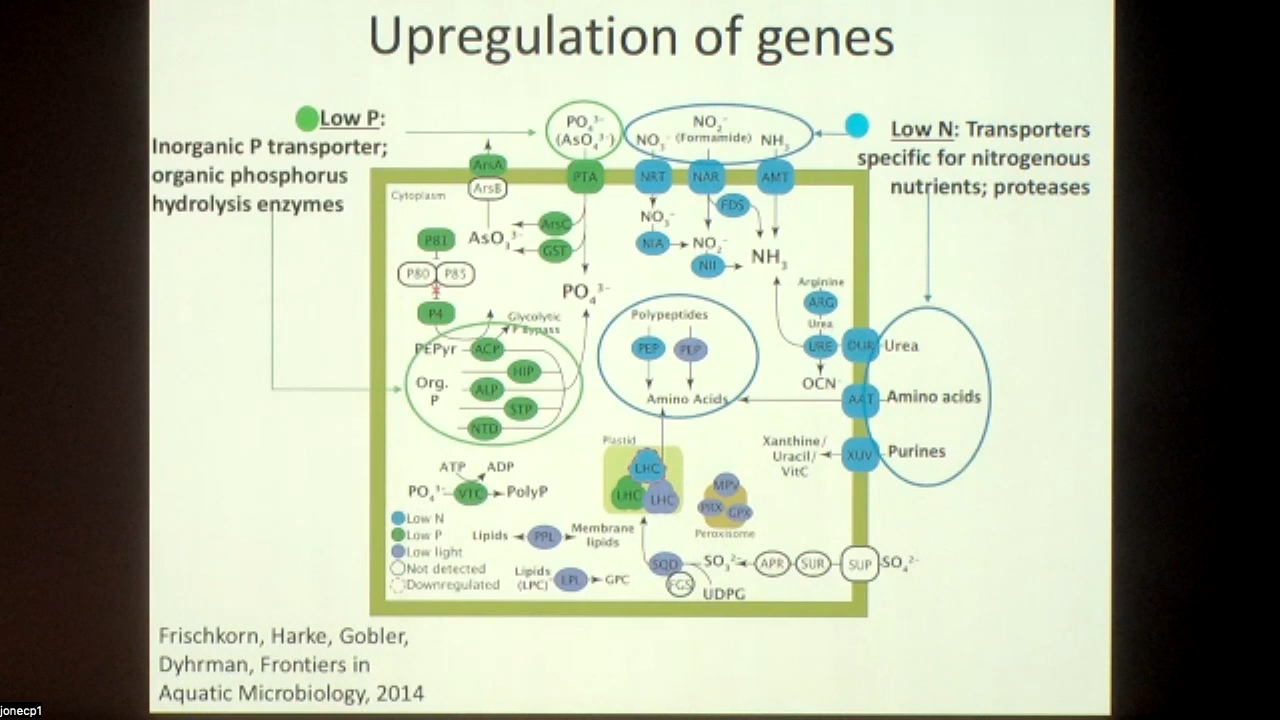 Upregulation of genes
Low P:
Inorganic P transporter;
organic phosphorus
hydrolysis enzymes
Low N: Transporters
specific for nitrogenous
nutrients; proteases
PO₄³⁻
(AsO₄³⁻)
NO₃⁻
NO₂⁻
(Formamide)
NH₃
ArsA
ArsB
PTA
NRT
NAR
AMT
Cytoplasm
FDS
ArsC
GST
AsO₃³⁻
NO₃⁻
NIA
NO₂⁻
NII
NH₃
P81
P80
P85
P4
PO₄³⁻
Arginine
ARG
Urea
URE
OCN⁻
DUR
Urea
Glycolytic
P Bypass
PEPyr
ACP
HIP
Org.
P
ALP
STP
NTD
Polypeptides
PEP
PEP
Amino Acids
AAT
Amino acids
Xanthine/
Uracil/
VitC
XUV
Purines
Plastid
LHC
LHC
LHC
MPV
PRX
GPX
Peroxisome
ATP
ADP
PO₄³⁻
VTC
PolyP
Low N
Low P
Low light
Not detected
Downregulated
Lipids
PPL
Membrane
lipids
Lipids
(LPC)
LPL
GPC
SQD
FGS
UDPG
SO₃²⁻
APR
SUR
SUP
SO₄²⁻
Frischkorn, Harke, Gobler,
Dyhrman, Frontiers in
Aquatic Microbiology, 2014
jonecp1